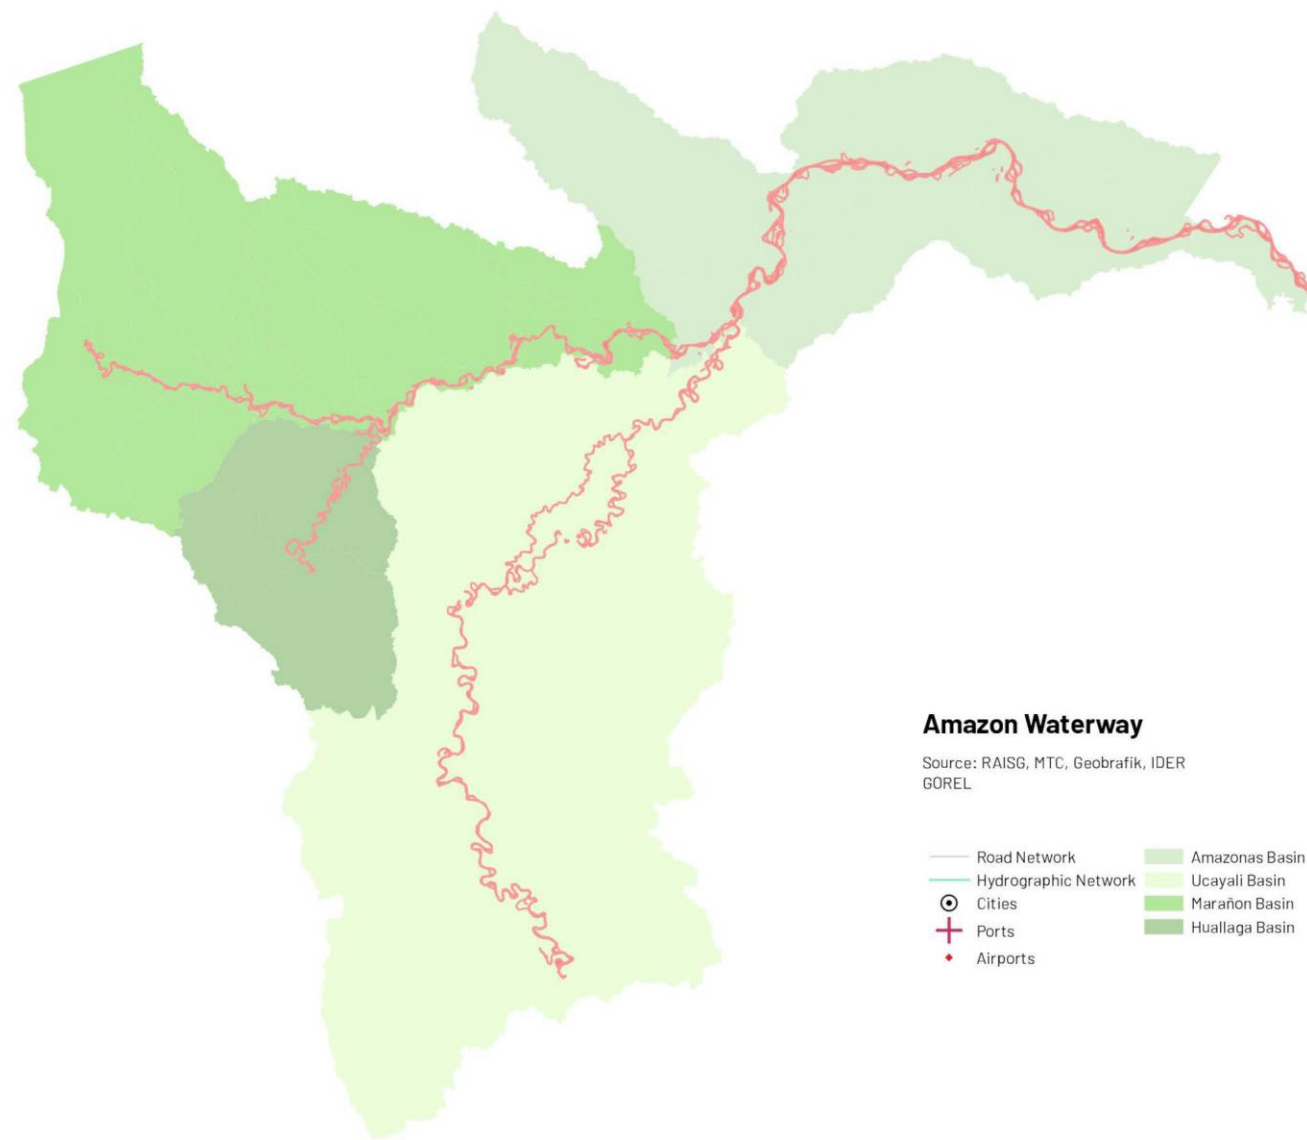 Amazon Waterway
Source: RAISG, MTC, Geobrafik, IDER
GOREL
Road Network
Hydrographic Network
Cities
Ports
Airports
Amazonas Basin
Ucayali Basin
Marañon Basin
Huallaga Basin